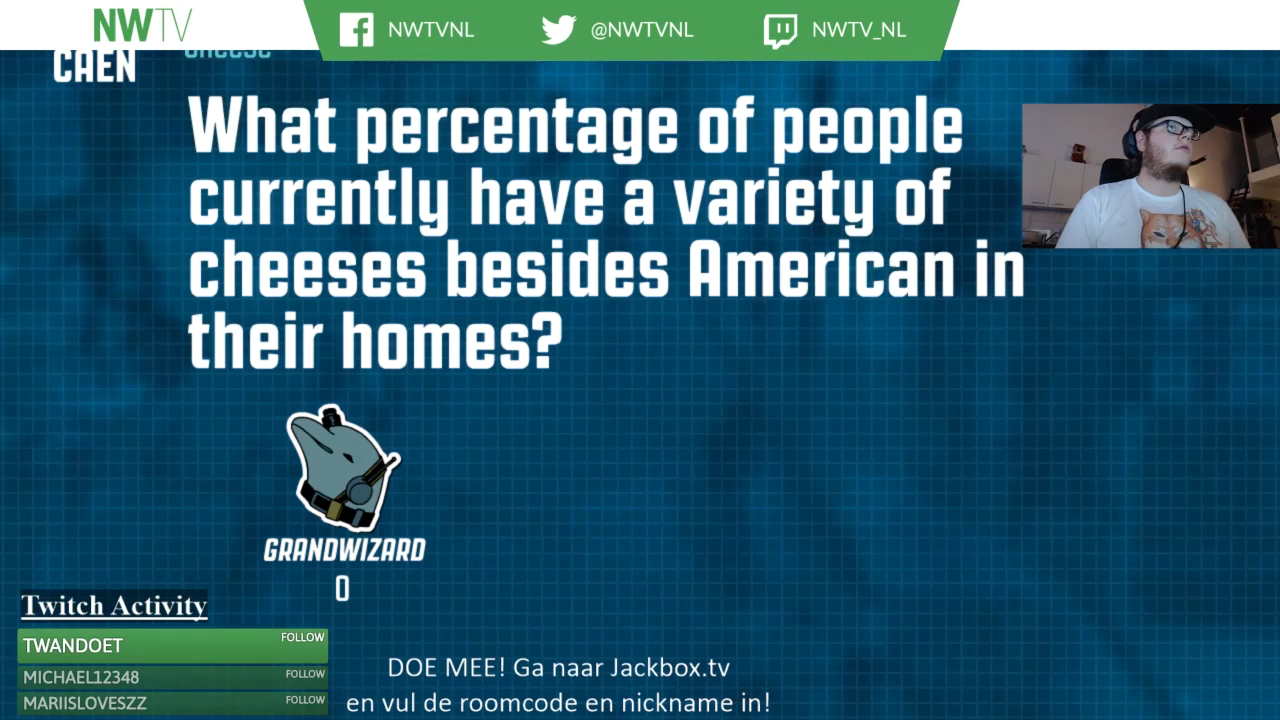 NWTV
NWTVNL
@NWTVNL
NWTV_NL
CAEN
cheese
What percentage of people
currently have a variety of
cheeses besides American in
their homes?
GRANDWIZARD
0
Twitch Activity
TWANDOET FOLLOW
MICHAEL12348 FOLLOW
MARIISLOVESZZ FOLLOW
DOE MEE! Ga naar Jackbox.tv
en vul de roomcode en nickname in!